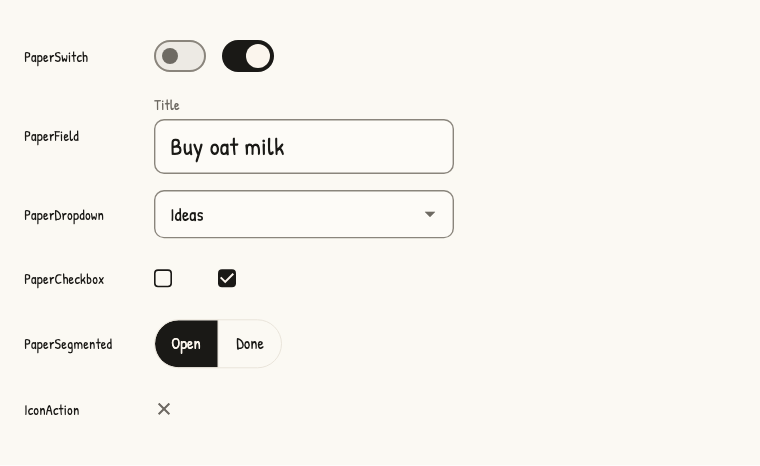 PaperSwitch
Title
PaperField
Buy oat milk
PaperDropdown
Ideas
PaperCheckbox
PaperSegmented
Open
Done
IconAction